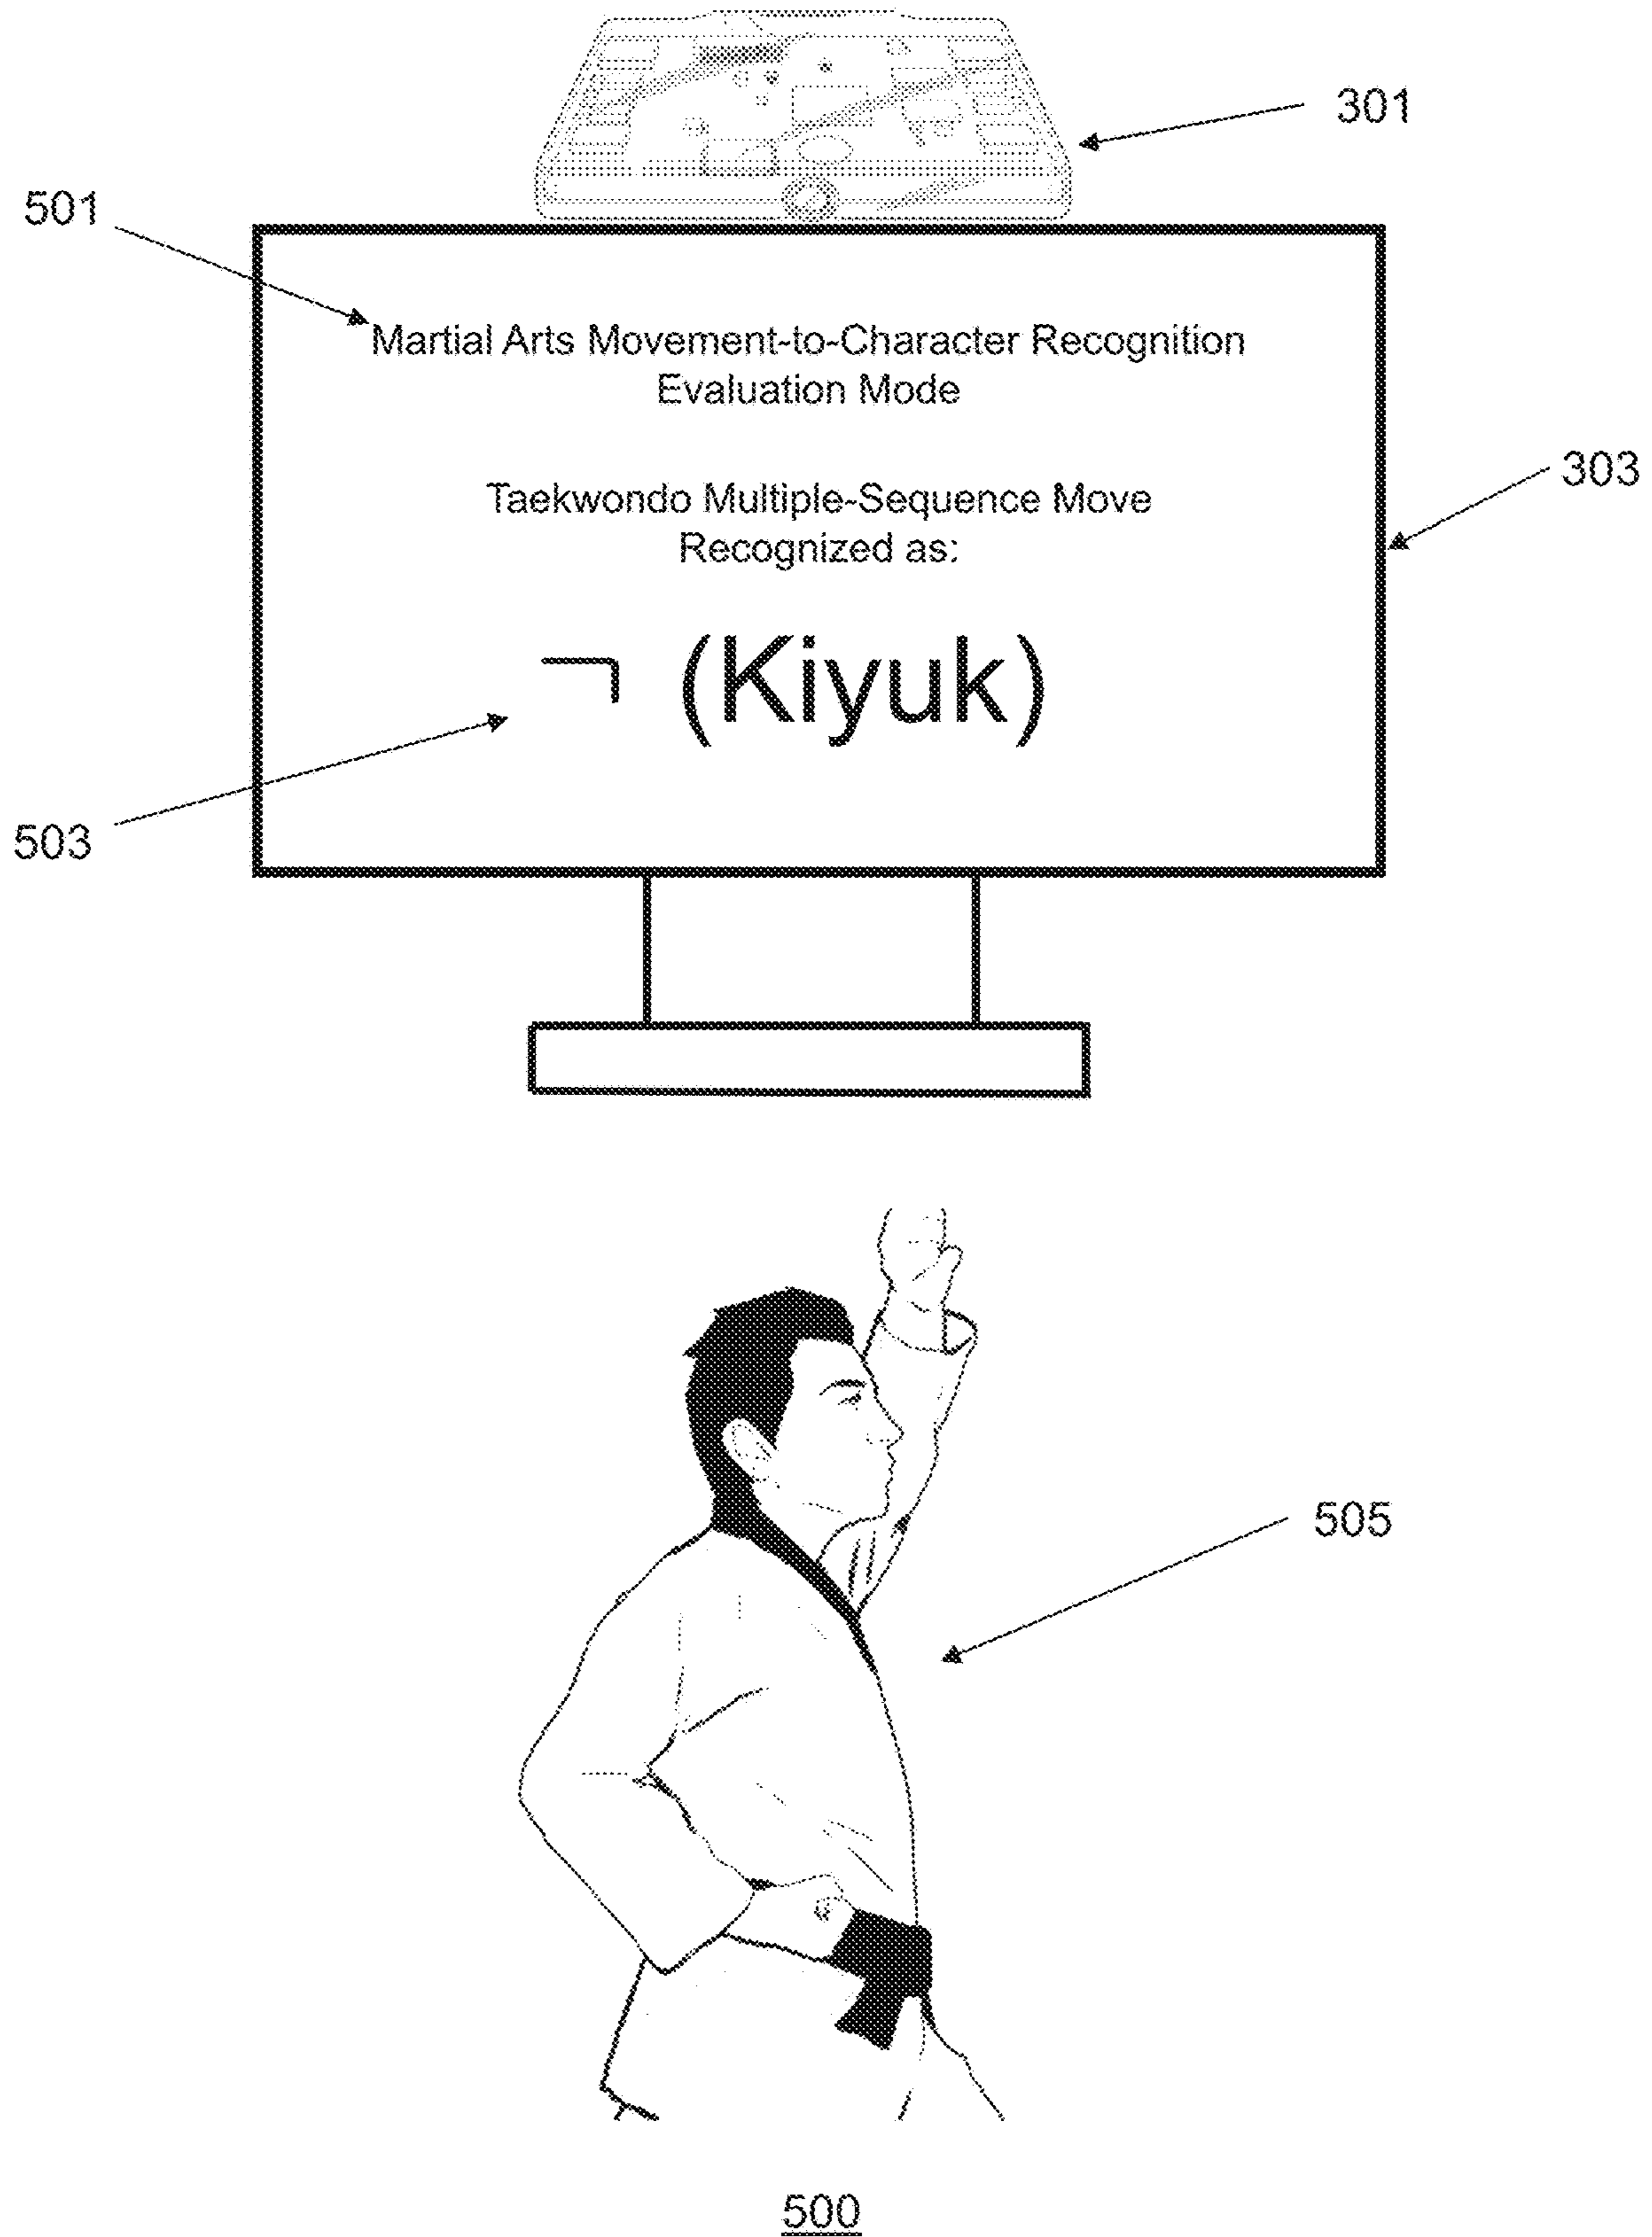 301
501
Martial Arts Movement-to-Character Recognition
Evaluation Mode
303
Taekwondo Multiple-Sequence Move
Recognized as:
ㄱ (Kiyuk)
503
505
500